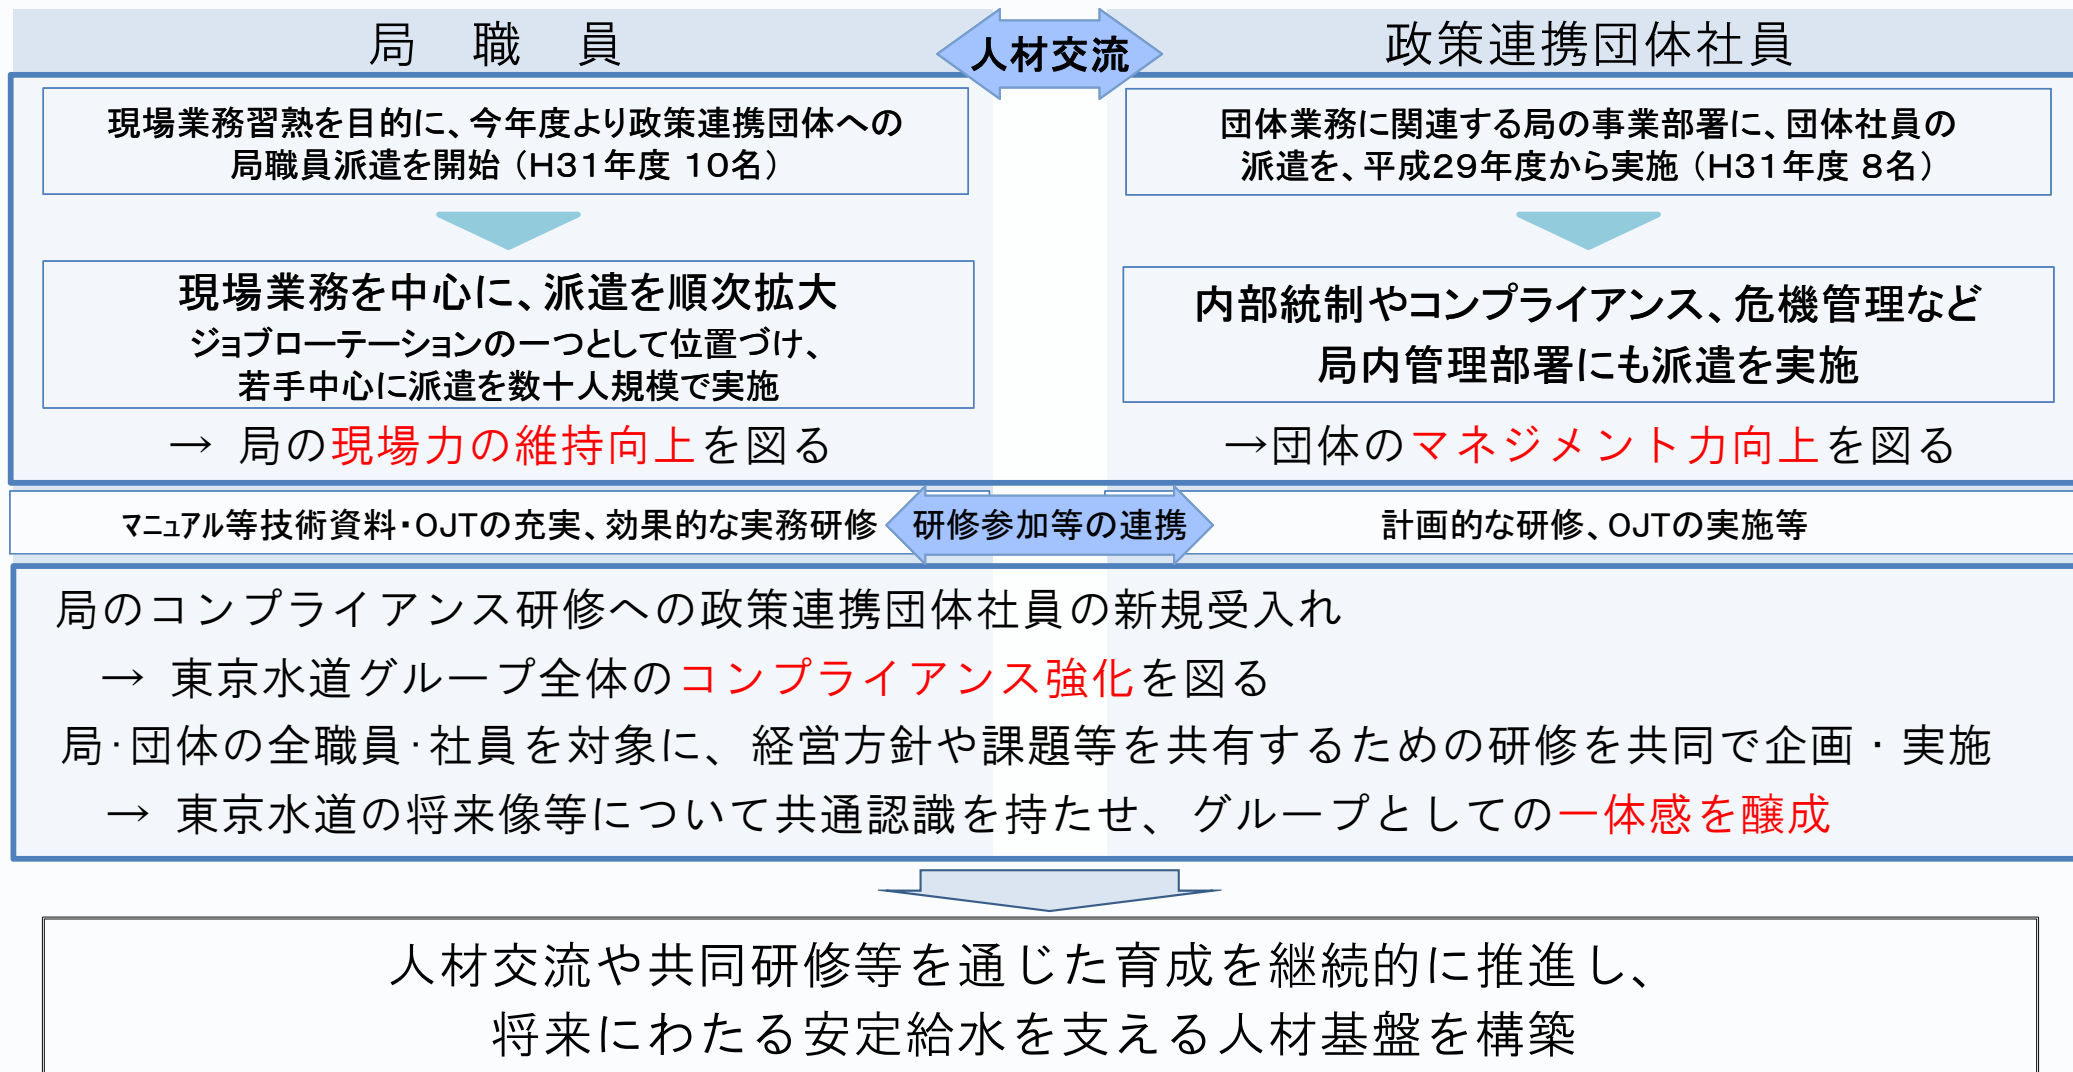 局　職　員
人材交流
政策連携団体社員
現場業務習熟を目的に、今年度より政策連携団体への
局職員派遣を開始（H31年度 10名）
現場業務を中心に、派遣を順次拡大
ジョブローテーションの一つとして位置づけ、
若手中心に派遣を数十人規模で実施
→ 局の現場力の維持向上を図る
団体業務に関連する局の事業部署に、団体社員の
派遣を、平成29年度から実施（H31年度 8名）
内部統制やコンプライアンス、危機管理など
局内管理部署にも派遣を実施
→団体のマネジメント力向上を図る
ﾏﾆｭｱﾙ等技術資料・OJTの充実、効果的な実務研修
研修参加等の連携
計画的な研修、OJTの実施等
局のコンプライアンス研修への政策連携団体社員の新規受入れ
→ 東京水道グループ全体のコンプライアンス強化を図る
局･団体の全職員･社員を対象に、経営方針や課題等を共有するための研修を共同で企画・実施
→ 東京水道の将来像等について共通認識を持たせ、グループとしての一体感を醸成
人材交流や共同研修等を通じた育成を継続的に推進し、
将来にわたる安定給水を支える人材基盤を構築